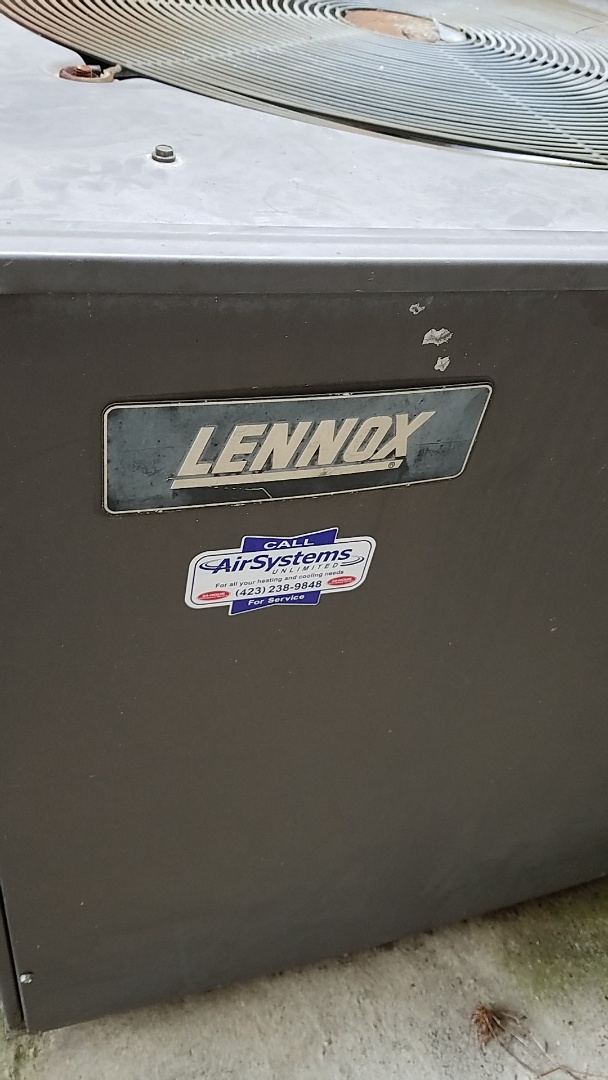 LENNOX
®
CALL
AirSystems
UNLIMITED
For all your heating and cooling needs
(423) 238-9848
For Service